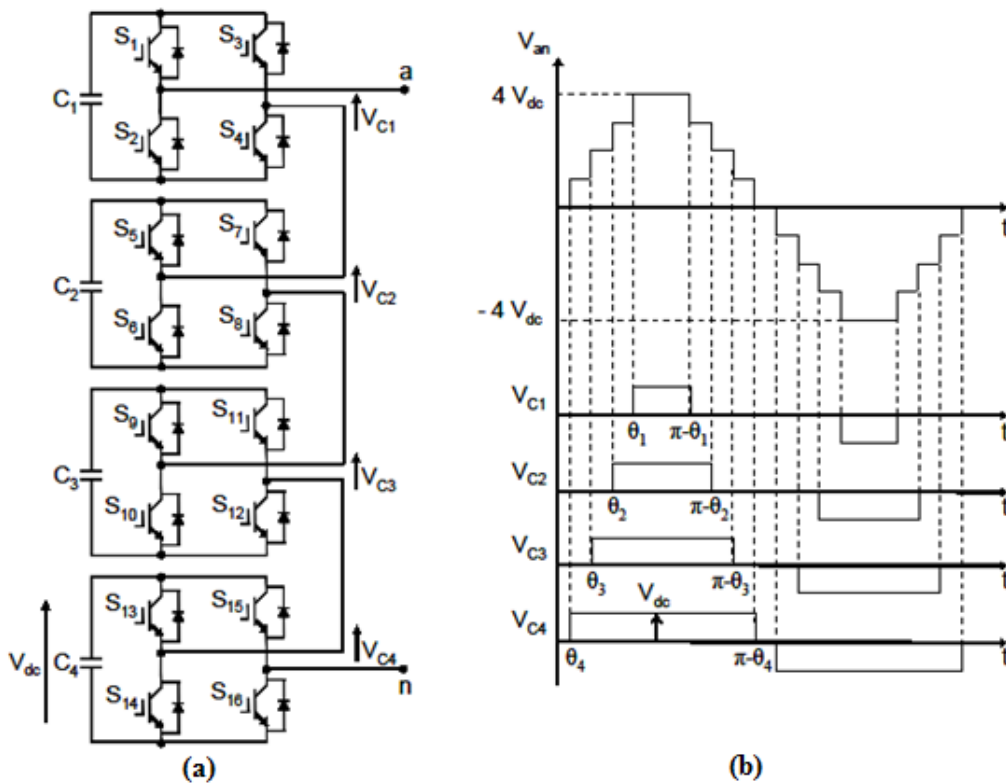 S1
S3
a
C1
VC1
S2
S4
S5
S7
C2
VC2
S6
S8
S9
S11
C3
VC3
S10
S12
S13
S15
Vdc
C4
VC4
S14
S16
n
(a)
Van
4 Vdc
t
- 4 Vdc
VC1
t
θ1
π-θ1
VC2
t
θ2
π-θ2
VC3
t
θ3
π-θ3
Vdc
VC4
t
θ4
π-θ4
(b)